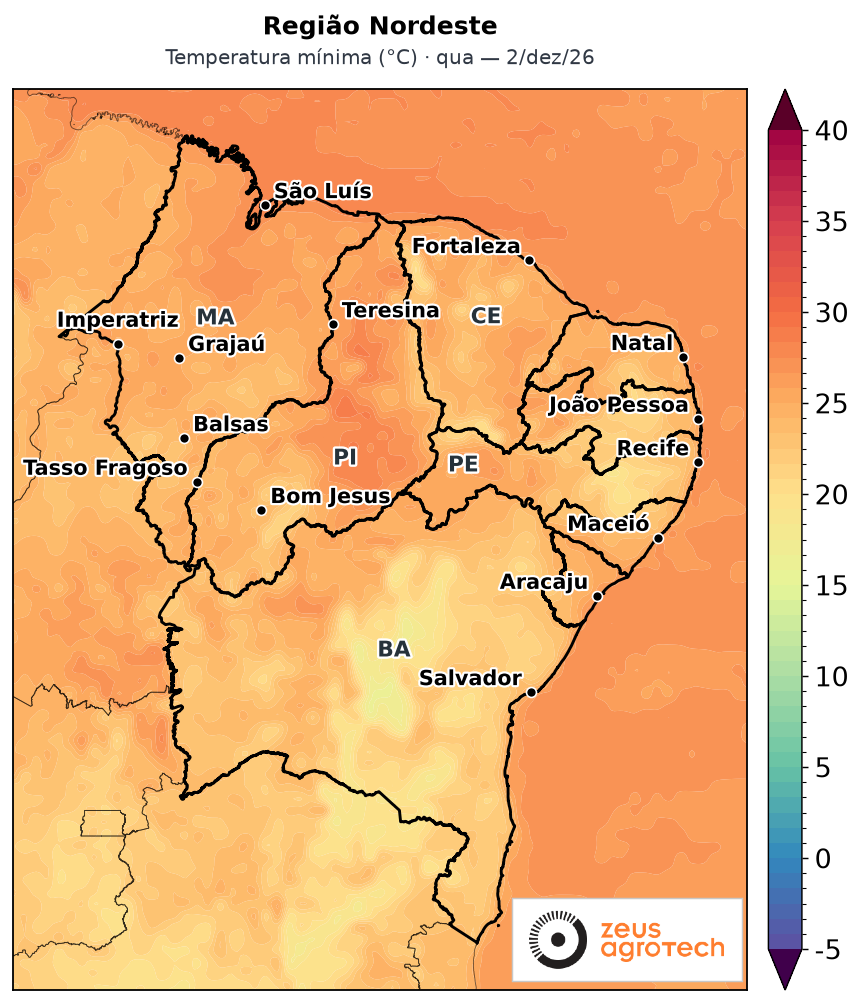 Região Nordeste
Temperatura mínima (°C) · qua — 2/dez/26
São Luís
Fortaleza
Teresina
Imperatriz
MA
CE
Grajaú
Natal
João Pessoa
Balsas
Recife
Tasso Fragoso
PI
PE
Bom Jesus
Maceió
Aracaju
BA
Salvador
40
35
30
25
20
15
10
5
0
-5
zeus
agrotech